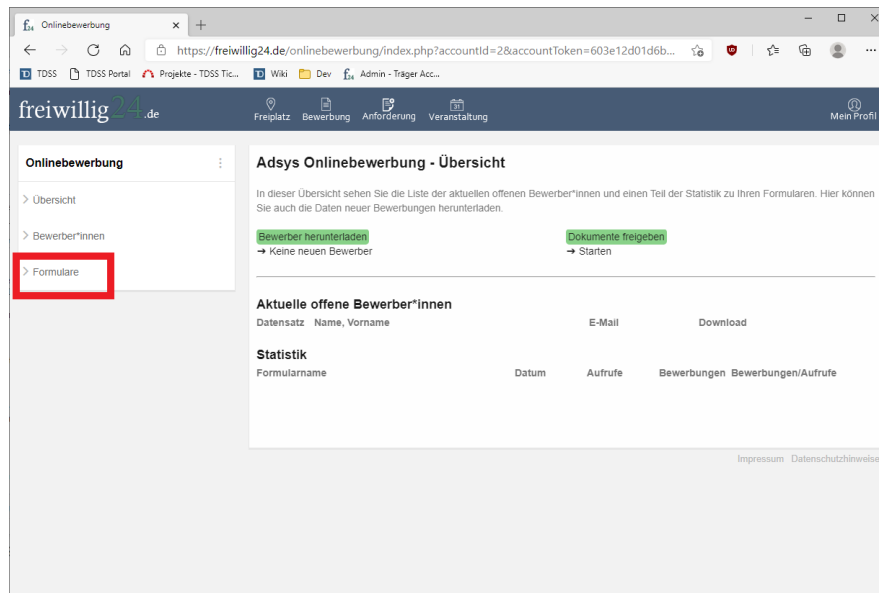 f24 Onlinebewerbung
https://freiwillig24.de/onlinebewerbung/index.php?accountId=2&accountToken=603e12d01d6b...
TDSS TDSS Portal Projekte - TDSS Tic... Wiki Dev f24 Admin - Träger Acc...
freiwillig24.de
Freiplatz Bewerbung Anforderung 31 Veranstaltung Mein Profil
Onlinebewerbung
Übersicht
Bewerber*innen
Formulare
Adsys Onlinebewerbung - Übersicht
In dieser Übersicht sehen Sie die Liste der aktuellen offenen Bewerber*innen und einen Teil der Statistik zu Ihren Formularen. Hier können
Sie auch die Daten neuer Bewerbungen herunterladen.
Bewerber herunterladen Dokumente freigeben
→ Keine neuen Bewerber → Starten
Aktuelle offene Bewerber*innen
Datensatz Name, Vorname E-Mail Download
Statistik
Formularname Datum Aufrufe Bewerbungen Bewerbungen/Aufrufe
Impressum Datenschutzhinweise